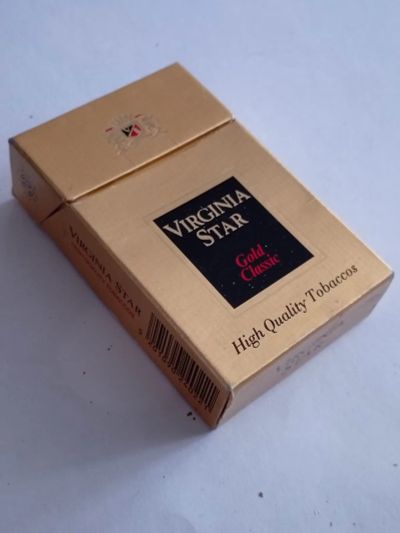 VIRGINIA
STAR
Gold
Classic
High Quality Tobaccos
VIRGINIA STAR